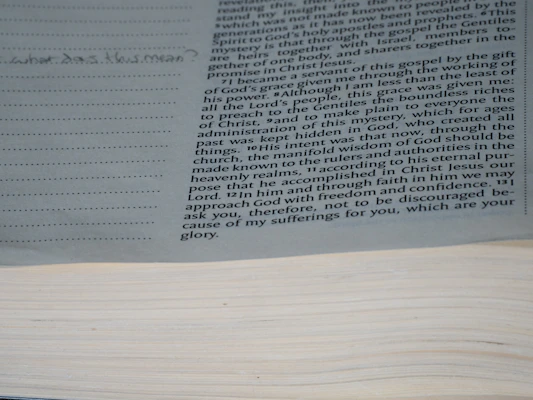 reading this, then,
stand my insight into the
which was not made known to people in
generations as it has now been revealed by the
Spirit to God's holy apostles and prophets. 6This
mystery is that through the gospel the Gentiles
are heirs together with Israel, members to-
gether of one body, and sharers together in the
promise in Christ Jesus.
7I became a servant of this gospel by the gift
of God's grace given me through the working of
his power. 8Although I am less than the least of
all the Lord's people, this grace was given me:
to preach to the Gentiles the boundless riches
of Christ, 9and to make plain to everyone the
administration of this mystery, which for ages
past was kept hidden in God, who created all
things. 10His intent was that now, through the
church, the manifold wisdom of God should be
made known to the rulers and authorities in the
heavenly realms, 11according to his eternal pur-
pose that he accomplished in Christ Jesus our
Lord. 12In him and through faith in him we may
approach God with freedom and confidence. 13I
ask you, therefore, not to be discouraged be-
cause of my sufferings for you, which are your
glory.